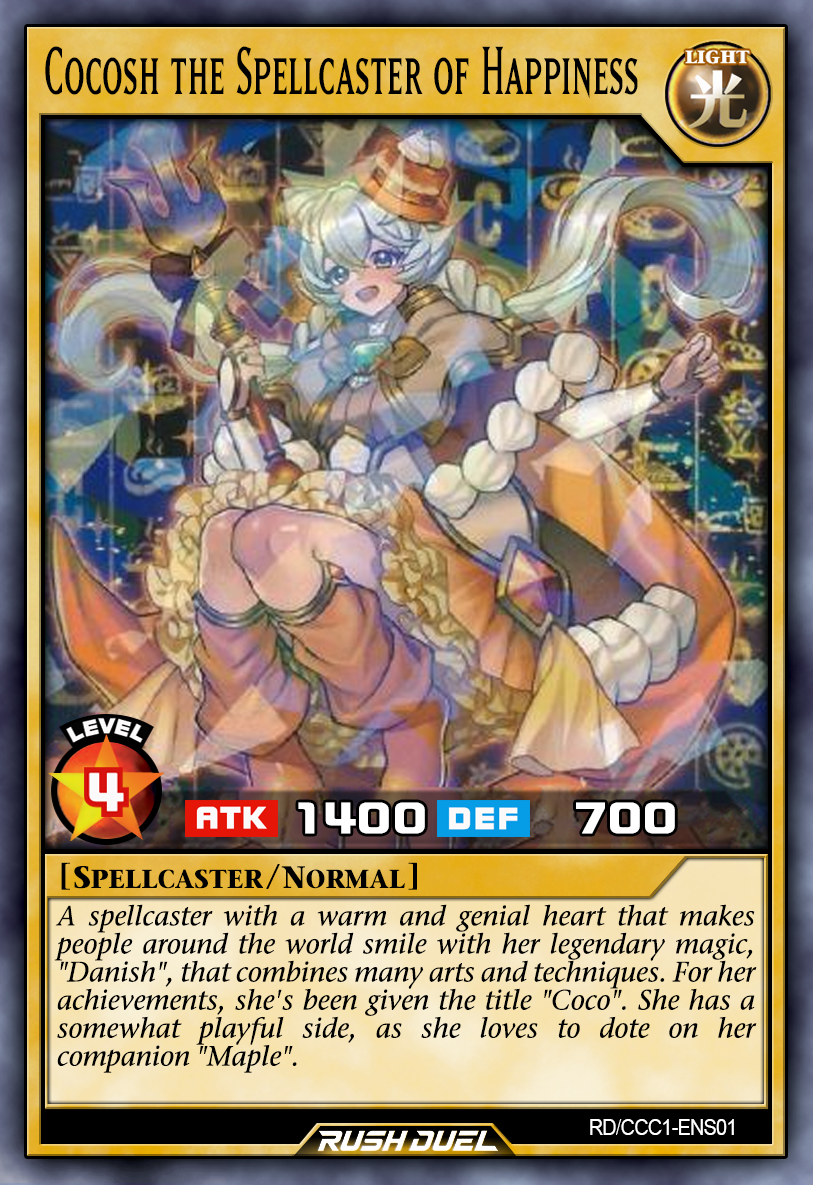 Cocosh the Spellcaster of Happiness
LIGHT
光
LEVEL
4
ATK 1400 DEF 700
[Spellcaster/Normal]
A spellcaster with a warm and genial heart that makes
people around the world smile with her legendary magic,
"Danish", that combines many arts and techniques. For her
achievements, she's been given the title "Coco". She has a
somewhat playful side, as she loves to dote on her
companion "Maple".
RD/CCC1-ENS01
RUSH DUEL